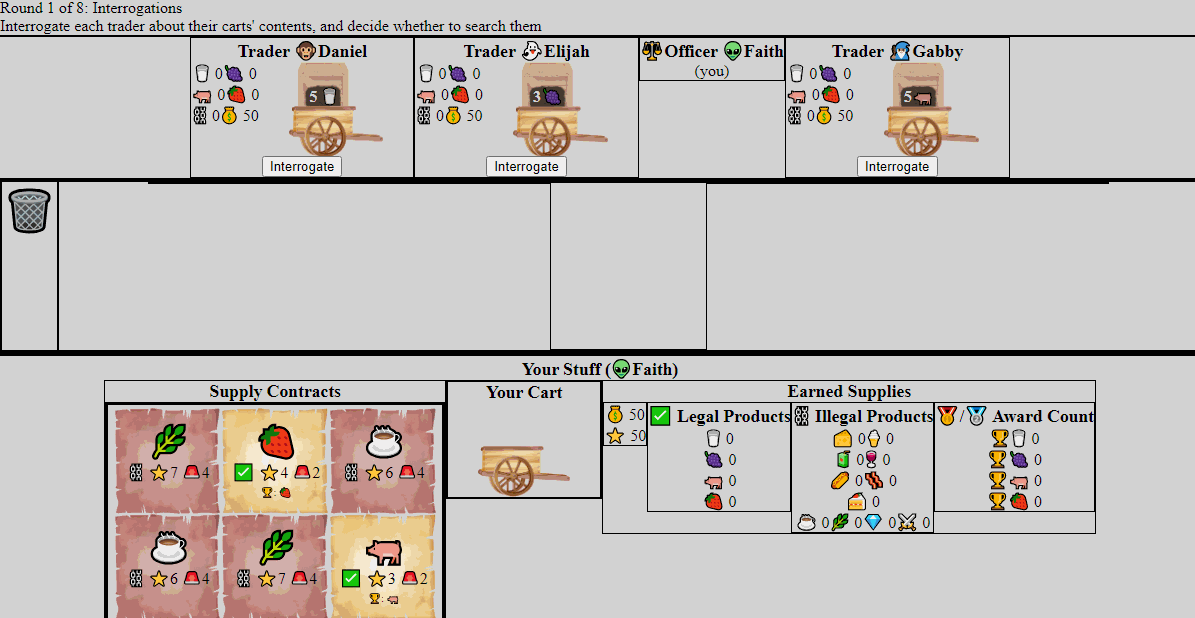 Round 1 of 8: Interrogations
Interrogate each trader about their carts' contents, and decide whether to search them
Trader Daniel
0 0
0 0
0 50
5
Interrogate
Trader Elijah
0 0
0 0
0 50
3
Interrogate
Officer Faith
(you)
Trader Gabby
0 0
0 0
0 50
5
Interrogate
Your Stuff (Faith)
Supply Contracts
7 4
4 2
:
6 4
6 4
7 4
3 2
:
Your Cart
Earned Supplies
50
50
Legal Products
0
0
0
0
Illegal Products
0 0
0 0
0 0
0
0 0 0 0
/ Award Count
0
0
0
0